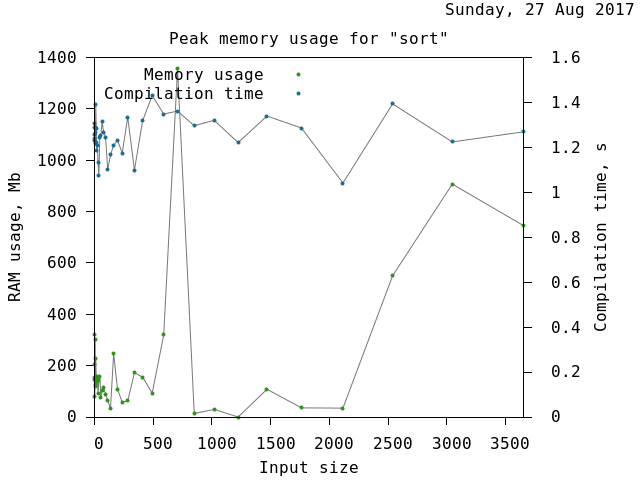 Sunday, 27 Aug 2017
Peak memory usage for "sort"
1400
1200
1000
800
600
400
200
0
RAM usage, Mb
Memory usage
Compilation time
1.6
1.4
1.2
1
0.8
0.6
0.4
0.2
0
Compilation time, s
0 500 1000 1500 2000 2500 3000 3500
Input size